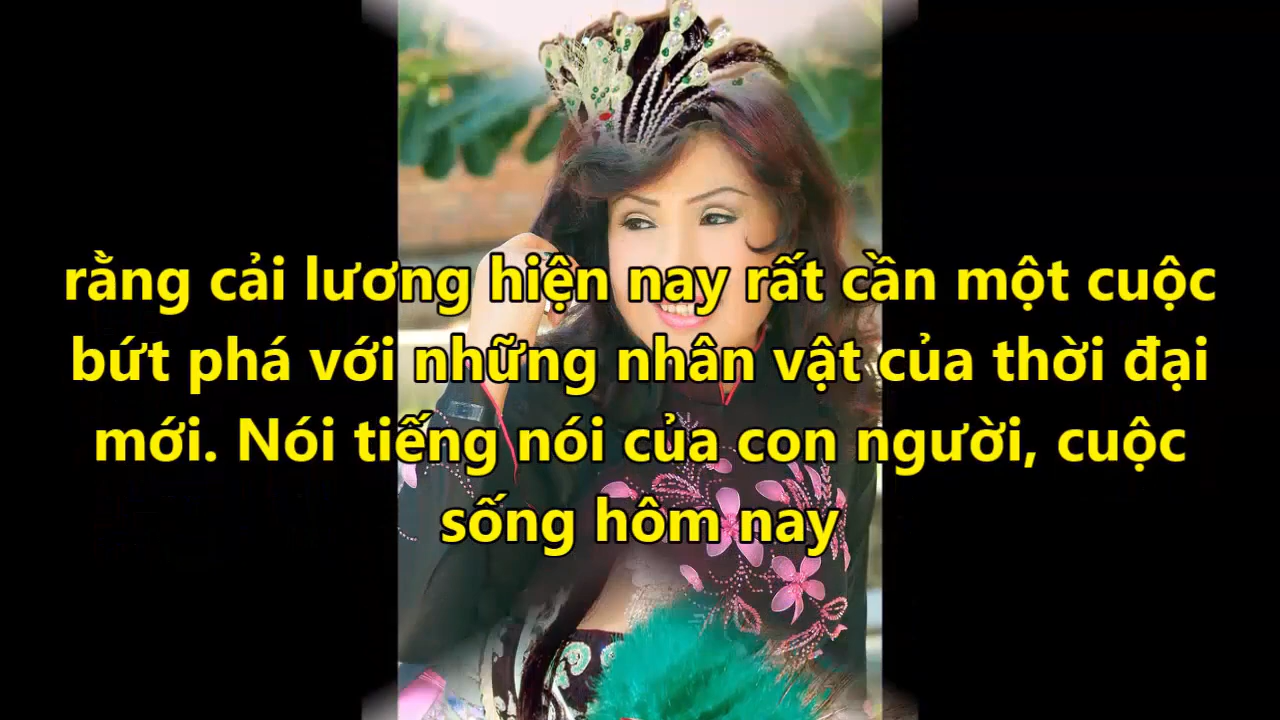 rằng cải lương hiện nay rất cần một cuộc
bứt phá với những nhân vật của thời đại
mới. Nói tiếng nói của con người, cuộc
sống hôm nay